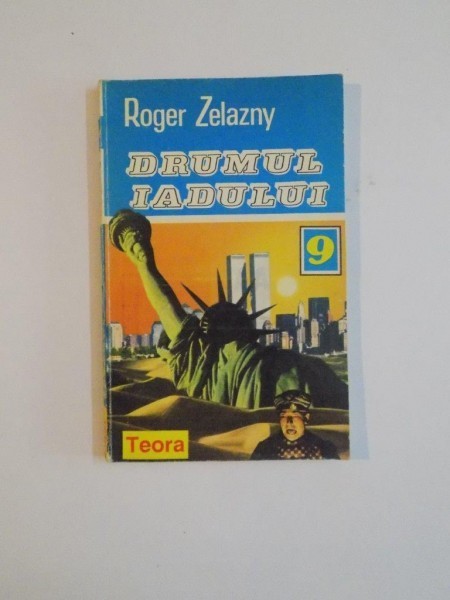 Roger Zelazny
DRUMUL
IADULUI
9
Teora